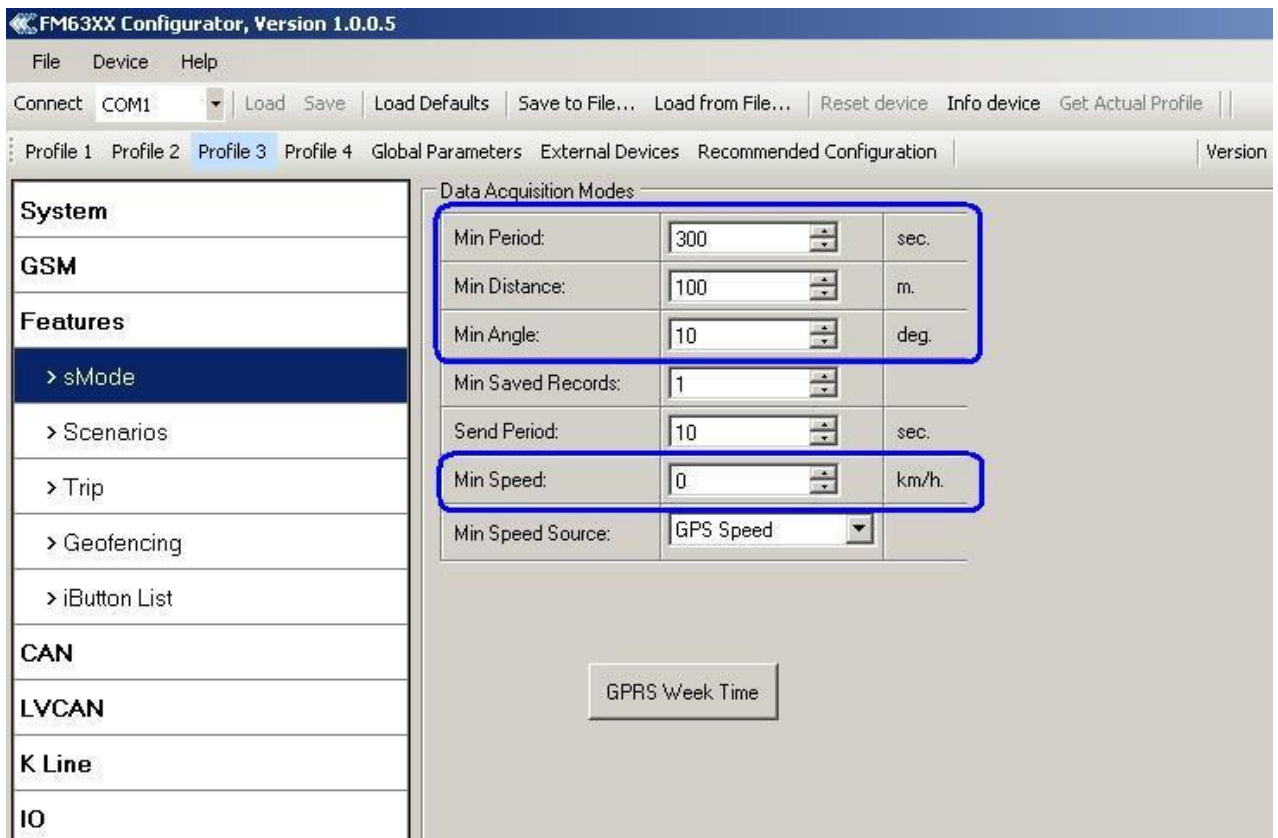 FM63XX Configurator, Version 1.0.0.5
File Device Help
Connect COM1 Load Save Load Defaults Save to File... Load from File... Reset device Info device Get Actual Profile
Profile 1 Profile 2 Profile 3 Profile 4 Global Parameters External Devices Recommended Configuration Version
System
GSM
Features
> sMode
> Scenarios
> Trip
> Geofencing
> iButton List
CAN
LVCAN
K Line
IO
Data Acquisition Modes
Min Period: 300 sec.
Min Distance: 100 m.
Min Angle: 10 deg.
Min Saved Records: 1
Send Period: 10 sec.
Min Speed: 0 km/h.
Min Speed Source: GPS Speed
GPRS Week Time